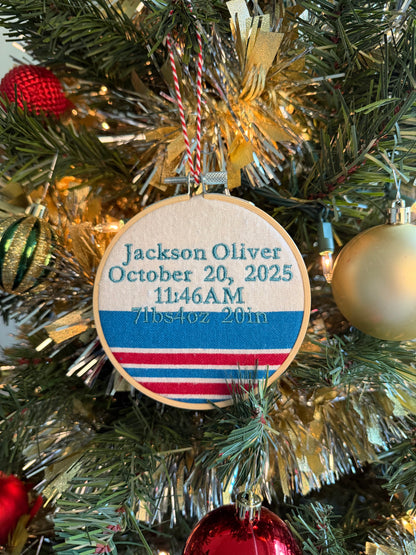 Jackson Oliver
October 20, 2025
11:46AM
7lbs4oz 20in